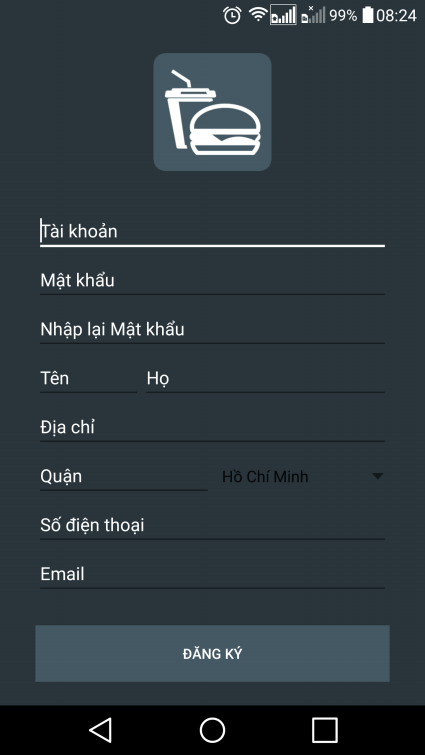 99% 08:24
Tài khoản
Mật khẩu
Nhập lại Mật khẩu
Tên Họ
Địa chỉ
Quận Hồ Chí Minh
Số điện thoại
Email
ĐĂNG KÝ